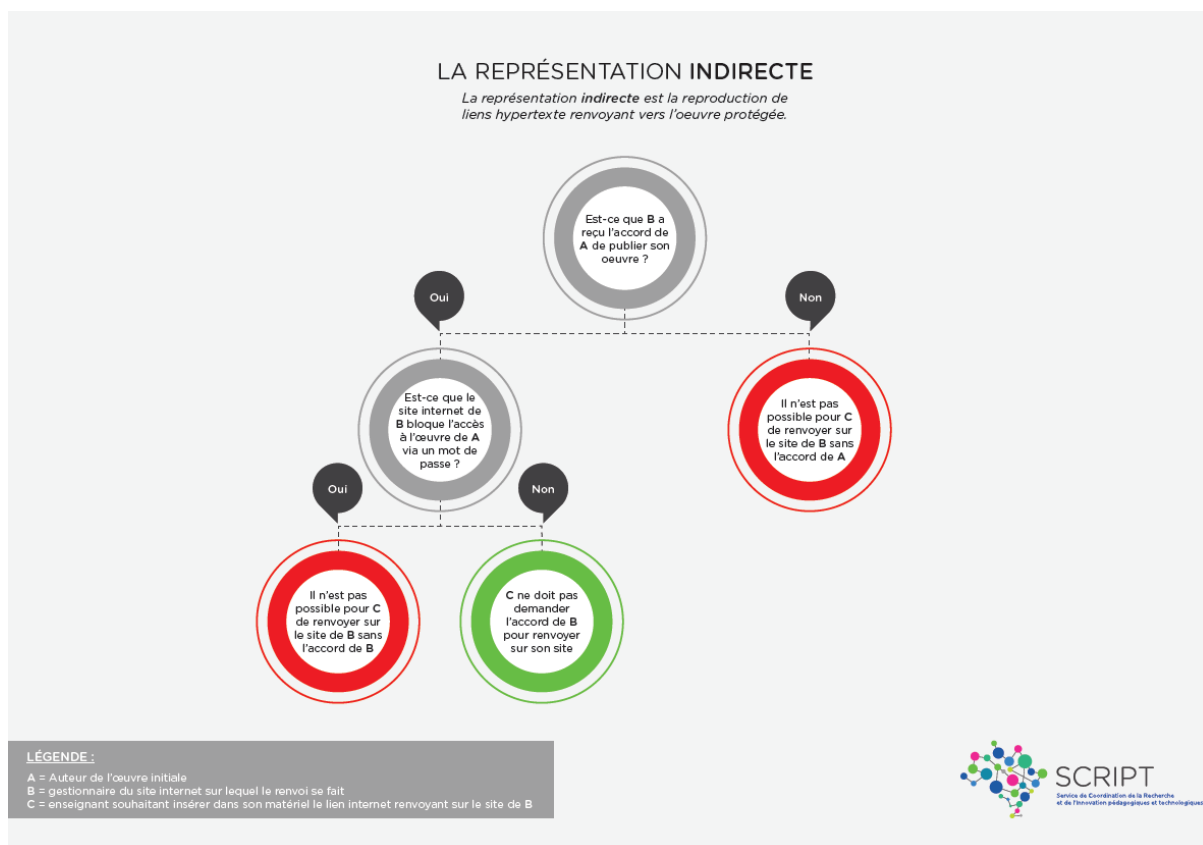 LA REPRÉSENTATION INDIRECTE
La représentation indirecte est la reproduction de
liens hypertexte renvoyant vers l'oeuvre protégée.
Est-ce que B a
reçu l'accord de
A de publier son
oeuvre ?
Oui
Non
Est-ce que le
site internet de
B bloque l'accès
à l'œuvre de A
via un mot de
passe ?
Il n'est pas
possible pour C
de renvoyer sur
le site de B sans
l'accord de A
Oui
Non
Il n'est pas
possible pour C
de renvoyer sur
le site de B sans
l'accord de B
C ne doit pas
demander
l'accord de B
pour renvoyer
sur son site
LÉGENDE :
A = Auteur de l'œuvre initiale
B = gestionnaire du site internet sur lequel le renvoi se fait
C = enseignant souhaitant insérer dans son matériel le lien internet renvoyant sur le site de B
SCRIPT
Service de Coordination de la Recherche
et de l'Innovation pédagogiques et technologiques